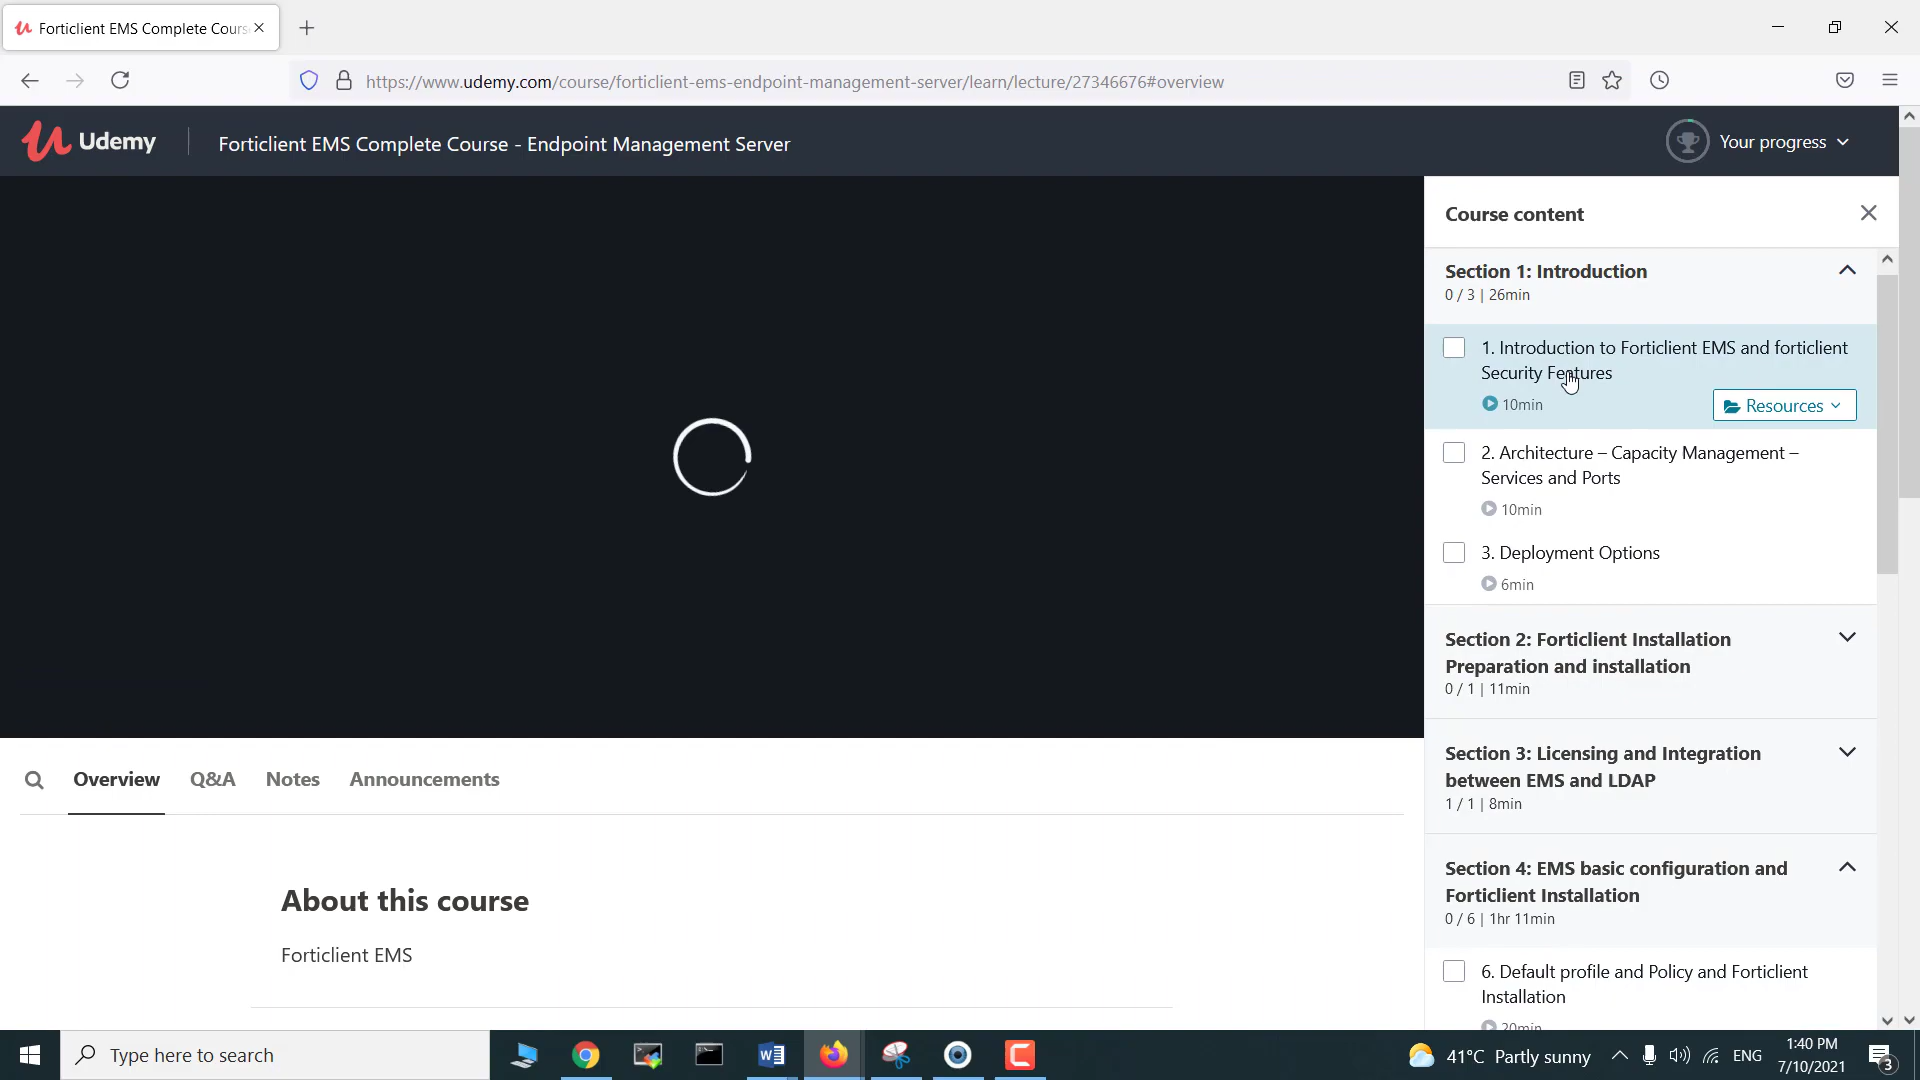 Forticlient EMS Complete Cours
https://www.udemy.com/course/forticlient-ems-endpoint-management-server/learn/lecture/27346676#overview
Udemy
Forticlient EMS Complete Course - Endpoint Management Server
Your progress
Course content
Section 1: Introduction
0 / 3 | 26min
1. Introduction to Forticlient EMS and forticlient
Security Features
10min
Resources
2. Architecture – Capacity Management –
Services and Ports
10min
3. Deployment Options
6min
Section 2: Forticlient Installation
Preparation and installation
0 / 1 | 11min
Section 3: Licensing and Integration
between EMS and LDAP
1 / 1 | 8min
Section 4: EMS basic configuration and
Forticlient Installation
0 / 6 | 1hr 11min
6. Default profile and Policy and Forticlient
Installation
20min
Overview
Q&A
Notes
Announcements
About this course
Forticlient EMS
Type here to search
41°C Partly sunny
ENG
1:40 PM
7/10/2021
3